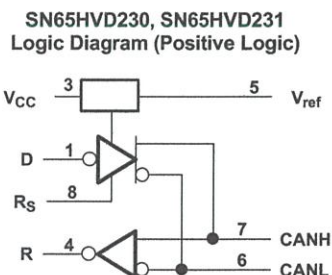 SN65HVD230, SN65HVD231
Logic Diagram (Positive Logic)
VCC 3 5 Vref
D 1
RS 8
R 4 7 CANH
6 CANL